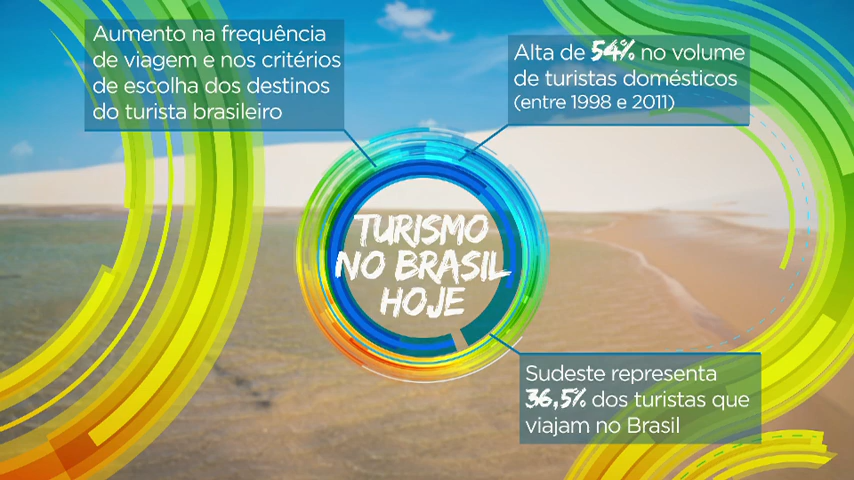 Aumento na frequência
de viagem e nos critérios
de escolha dos destinos
do turista brasileiro
Alta de 54% no volume
de turistas domésticos
(entre 1998 e 2011)
TURISMO
NO BRASIL
HOJE
Sudeste representa
36,5% dos turistas que
viajam no Brasil